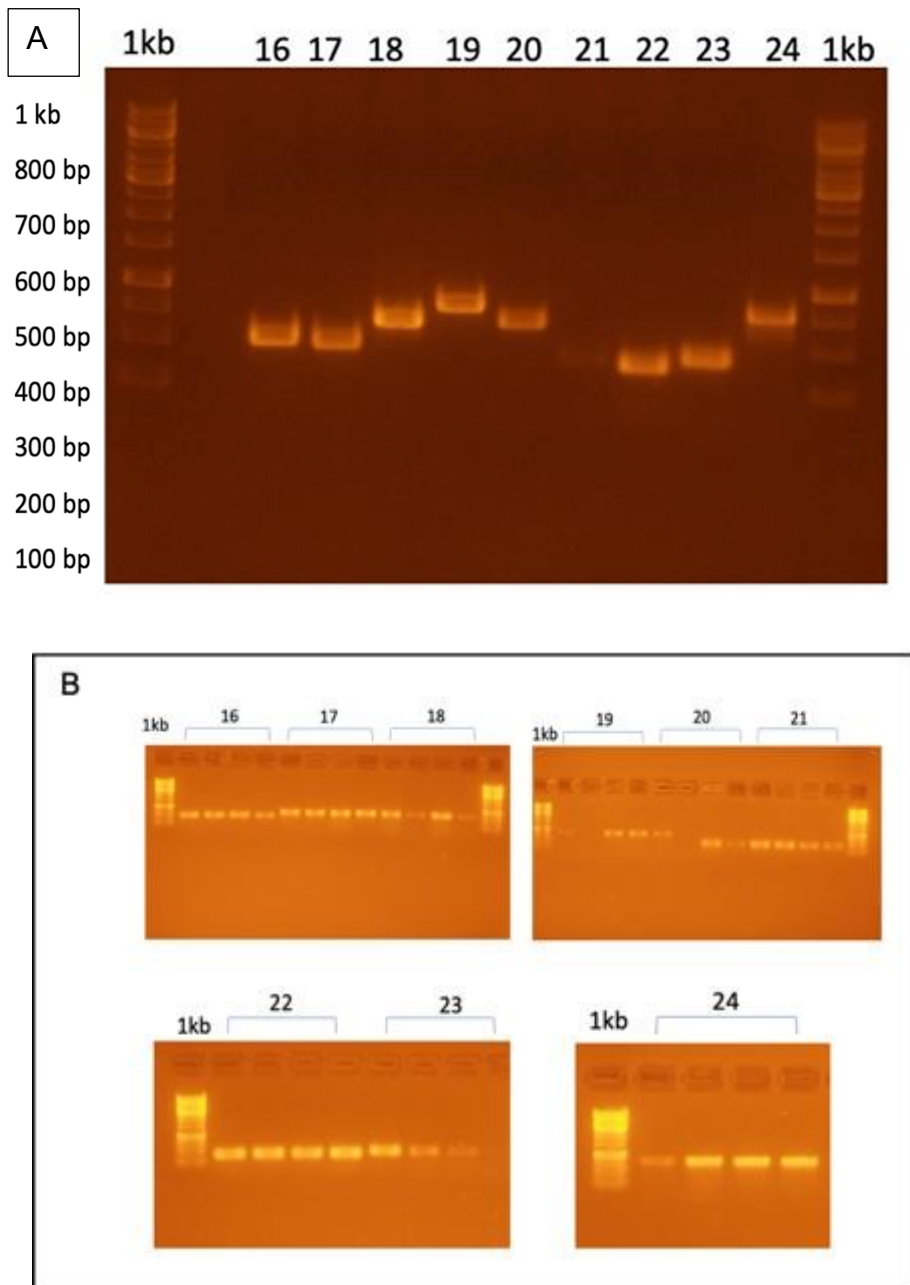 A
1kb 16 17 18 19 20 21 22 23 24 1kb
1 kb
800 bp
700 bp
600 bp
500 bp
400 bp
300 bp
200 bp
100 bp
B
1kb 16 17 18
1kb 19 20 21
1kb 22 23
1kb 24